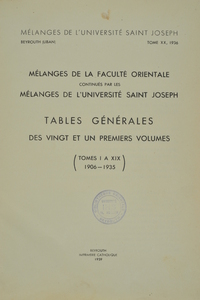 MÉLANGES DE L'UNIVERSITÉ SAINT JOSEPH
BEYROUTH (LIBAN)
TOME XX, 1936
MÉLANGES DE LA FACULTÉ ORIENTALE
CONTINUÉS PAR LES
MÉLANGES DE L'UNIVERSITÉ SAINT JOSEPH
TABLES GÉNÉRALES
DES VINGT ET UN PREMIERS VOLUMES
( TOMES I A XIX )
1906-1935
BEYROUTH
IMPRIMERIE CATHOLIQUE